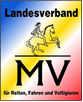 Landesverband
MV
für Reiten, Fahren und Voltigieren